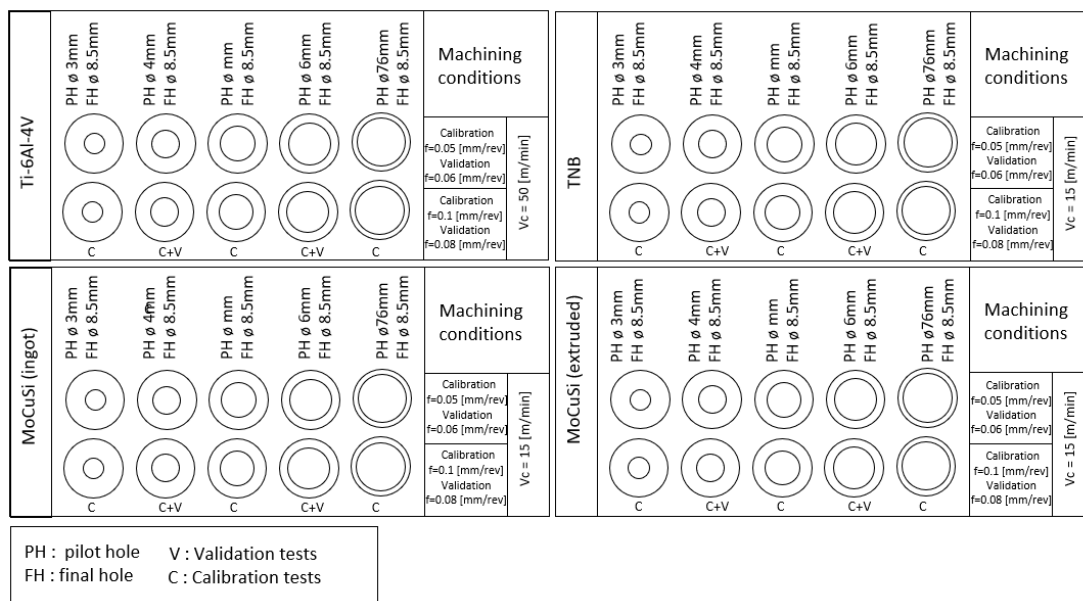 Ti-6Al-4V
PH ø 3mm
FH ø 8.5mm
PH ø 4mm
FH ø 8.5mm
PH ø mm
FH ø 8.5mm
PH ø 6mm
FH ø 8.5mm
PH ø76mm
FH ø 8.5mm
Machining
conditions
Calibration
f=0.05 [mm/rev]
Validation
f=0.06 [mm/rev]
Calibration
f=0.1 [mm/rev]
Validation
f=0.08 [mm/rev]
Vc = 50 [m/min]
C C+V C C+V C
TNB
PH ø 3mm
FH ø 8.5mm
PH ø 4mm
FH ø 8.5mm
PH ø mm
FH ø 8.5mm
PH ø 6mm
FH ø 8.5mm
PH ø76mm
FH ø 8.5mm
Machining
conditions
Calibration
f=0.05 [mm/rev]
Validation
f=0.06 [mm/rev]
Calibration
f=0.1 [mm/rev]
Validation
f=0.08 [mm/rev]
Vc = 15 [m/min]
C C+V C C+V C
MoCuSi (ingot)
PH ø 3mm
FH ø 8.5mm
PH ø 4mm
FH ø 8.5mm
PH ø mm
FH ø 8.5mm
PH ø 6mm
FH ø 8.5mm
PH ø76mm
FH ø 8.5mm
Machining
conditions
Calibration
f=0.05 [mm/rev]
Validation
f=0.06 [mm/rev]
Calibration
f=0.1 [mm/rev]
Validation
f=0.08 [mm/rev]
Vc = 15 [m/min]
C C+V C C+V C
MoCuSi (extruded)
PH ø 3mm
FH ø 8.5mm
PH ø 4mm
FH ø 8.5mm
PH ø mm
FH ø 8.5mm
PH ø 6mm
FH ø 8.5mm
PH ø76mm
FH ø 8.5mm
Machining
conditions
Calibration
f=0.05 [mm/rev]
Validation
f=0.06 [mm/rev]
Calibration
f=0.1 [mm/rev]
Validation
f=0.08 [mm/rev]
Vc = 15 [m/min]
C C+V C C+V C
PH : pilot hole V : Validation tests
FH : final hole C : Calibration tests